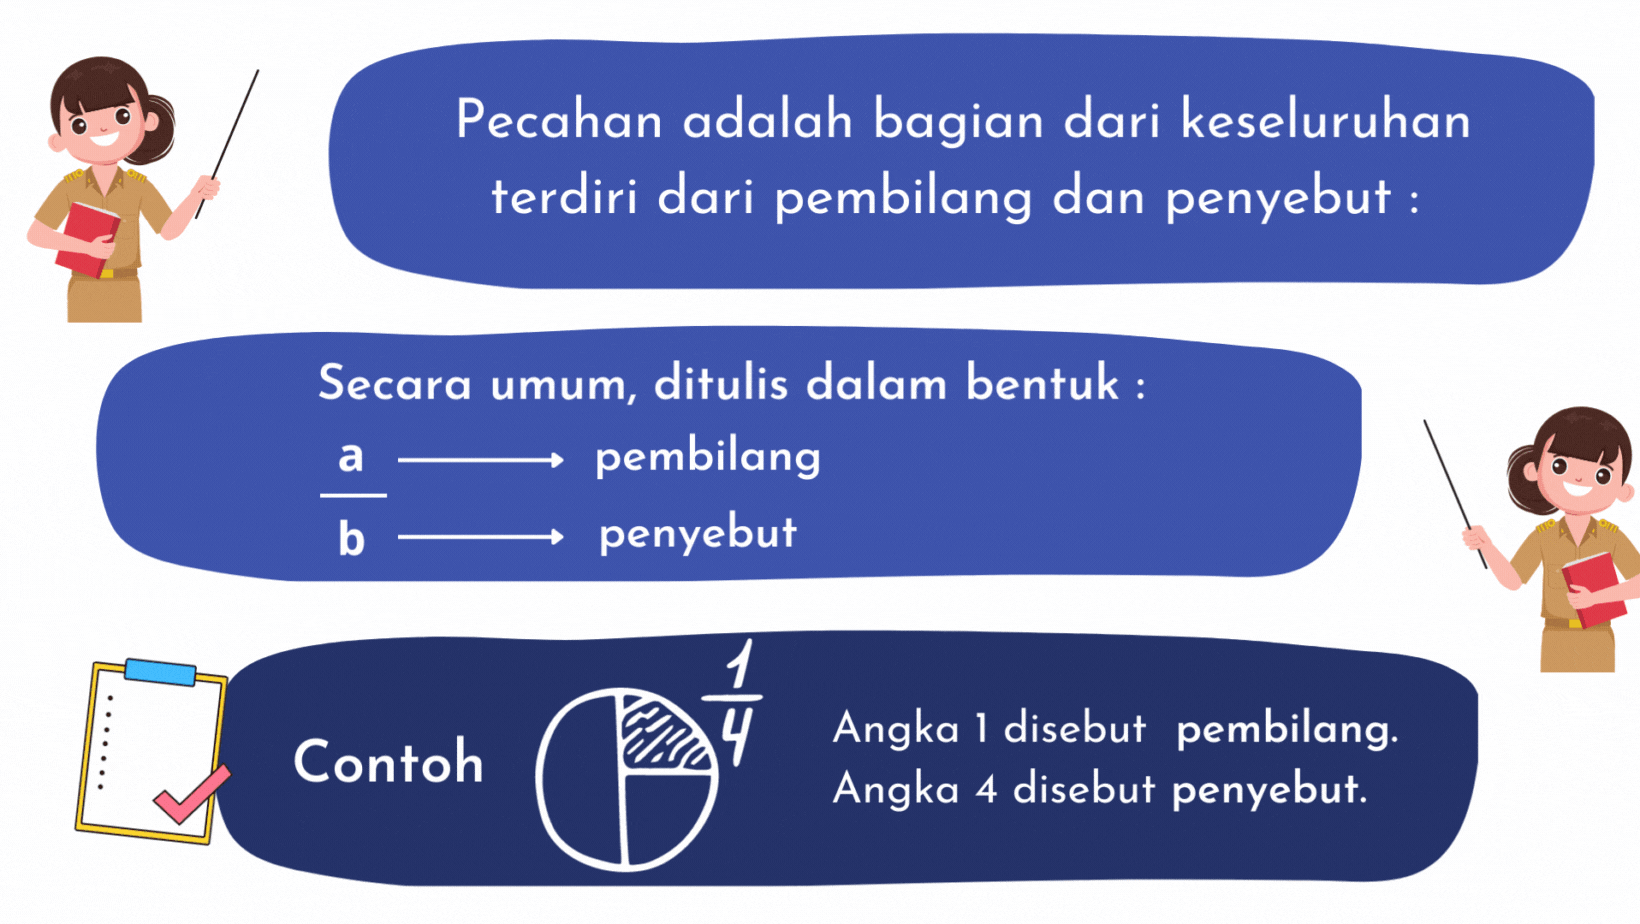 Pecahan adalah bagian dari keseluruhan
terdiri dari pembilang dan penyebut :
Secara umum, ditulis dalam bentuk :
a pembilang
b penyebut
Contoh
1
4
Angka 1 disebut pembilang.
Angka 4 disebut penyebut.